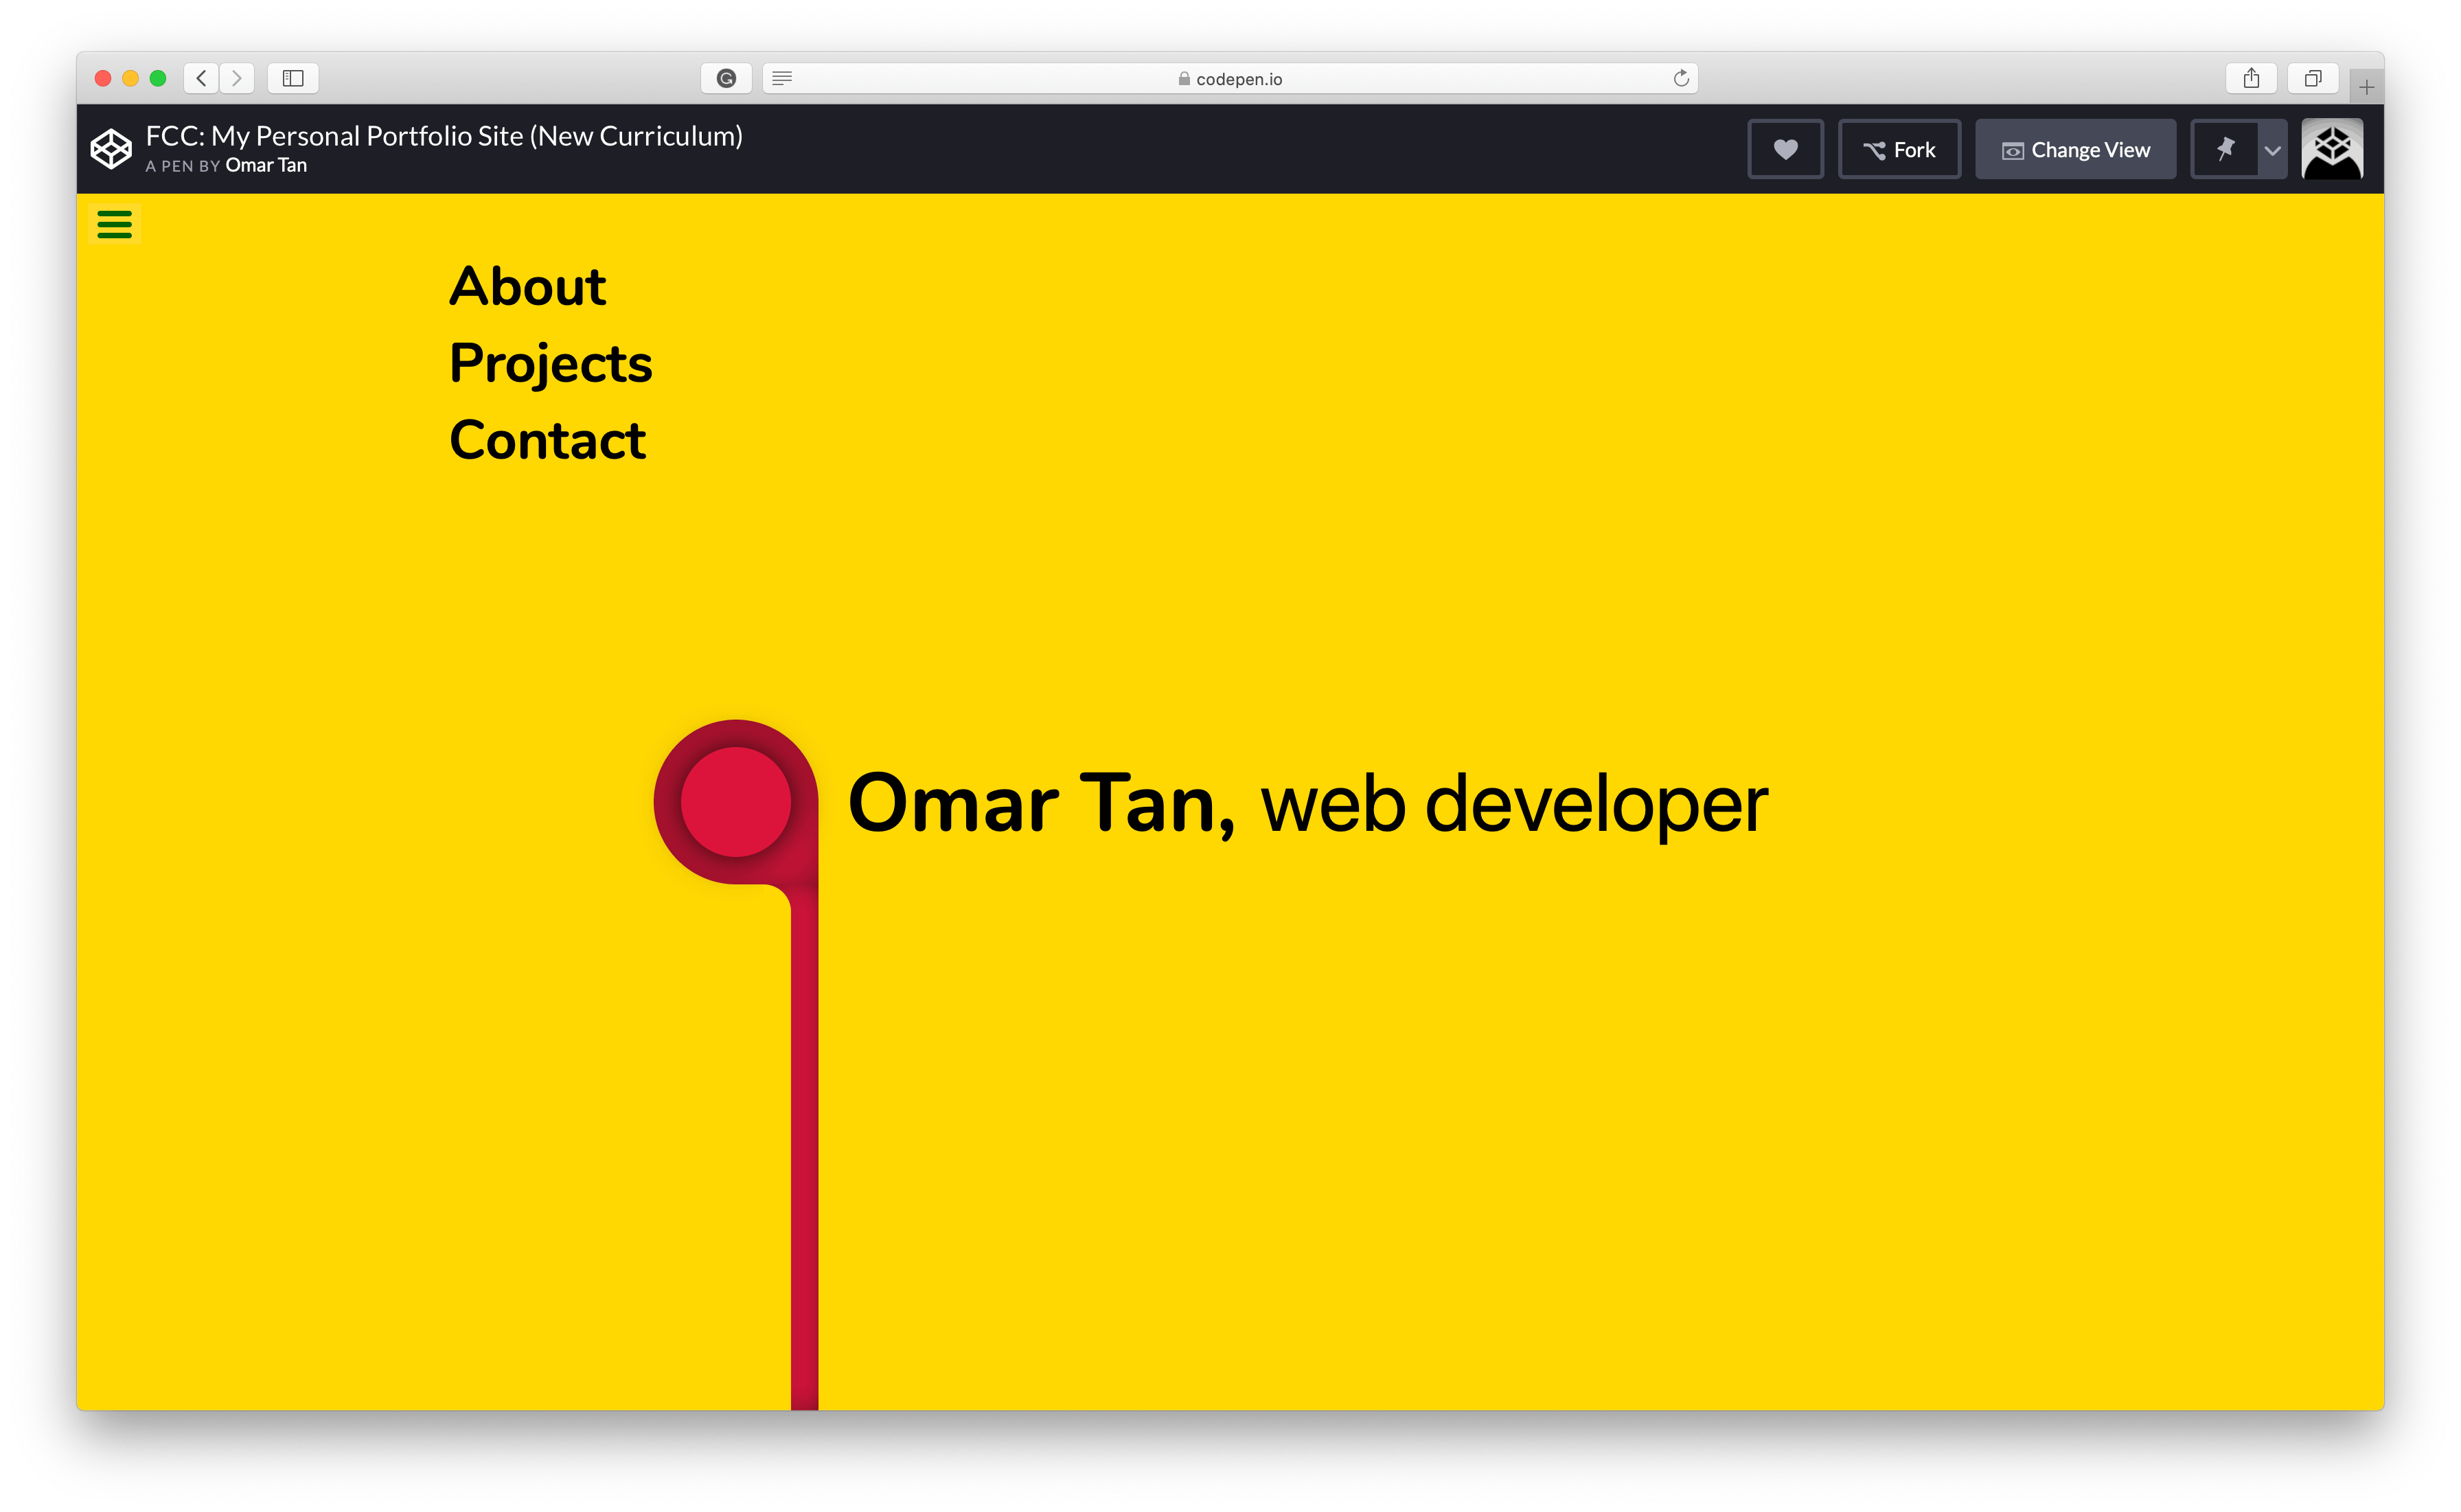 codepen.io
FCC: My Personal Portfolio Site (New Curriculum)
A PEN BY Omar Tan
Fork
Change View
About
Projects
Contact
Omar Tan, web developer